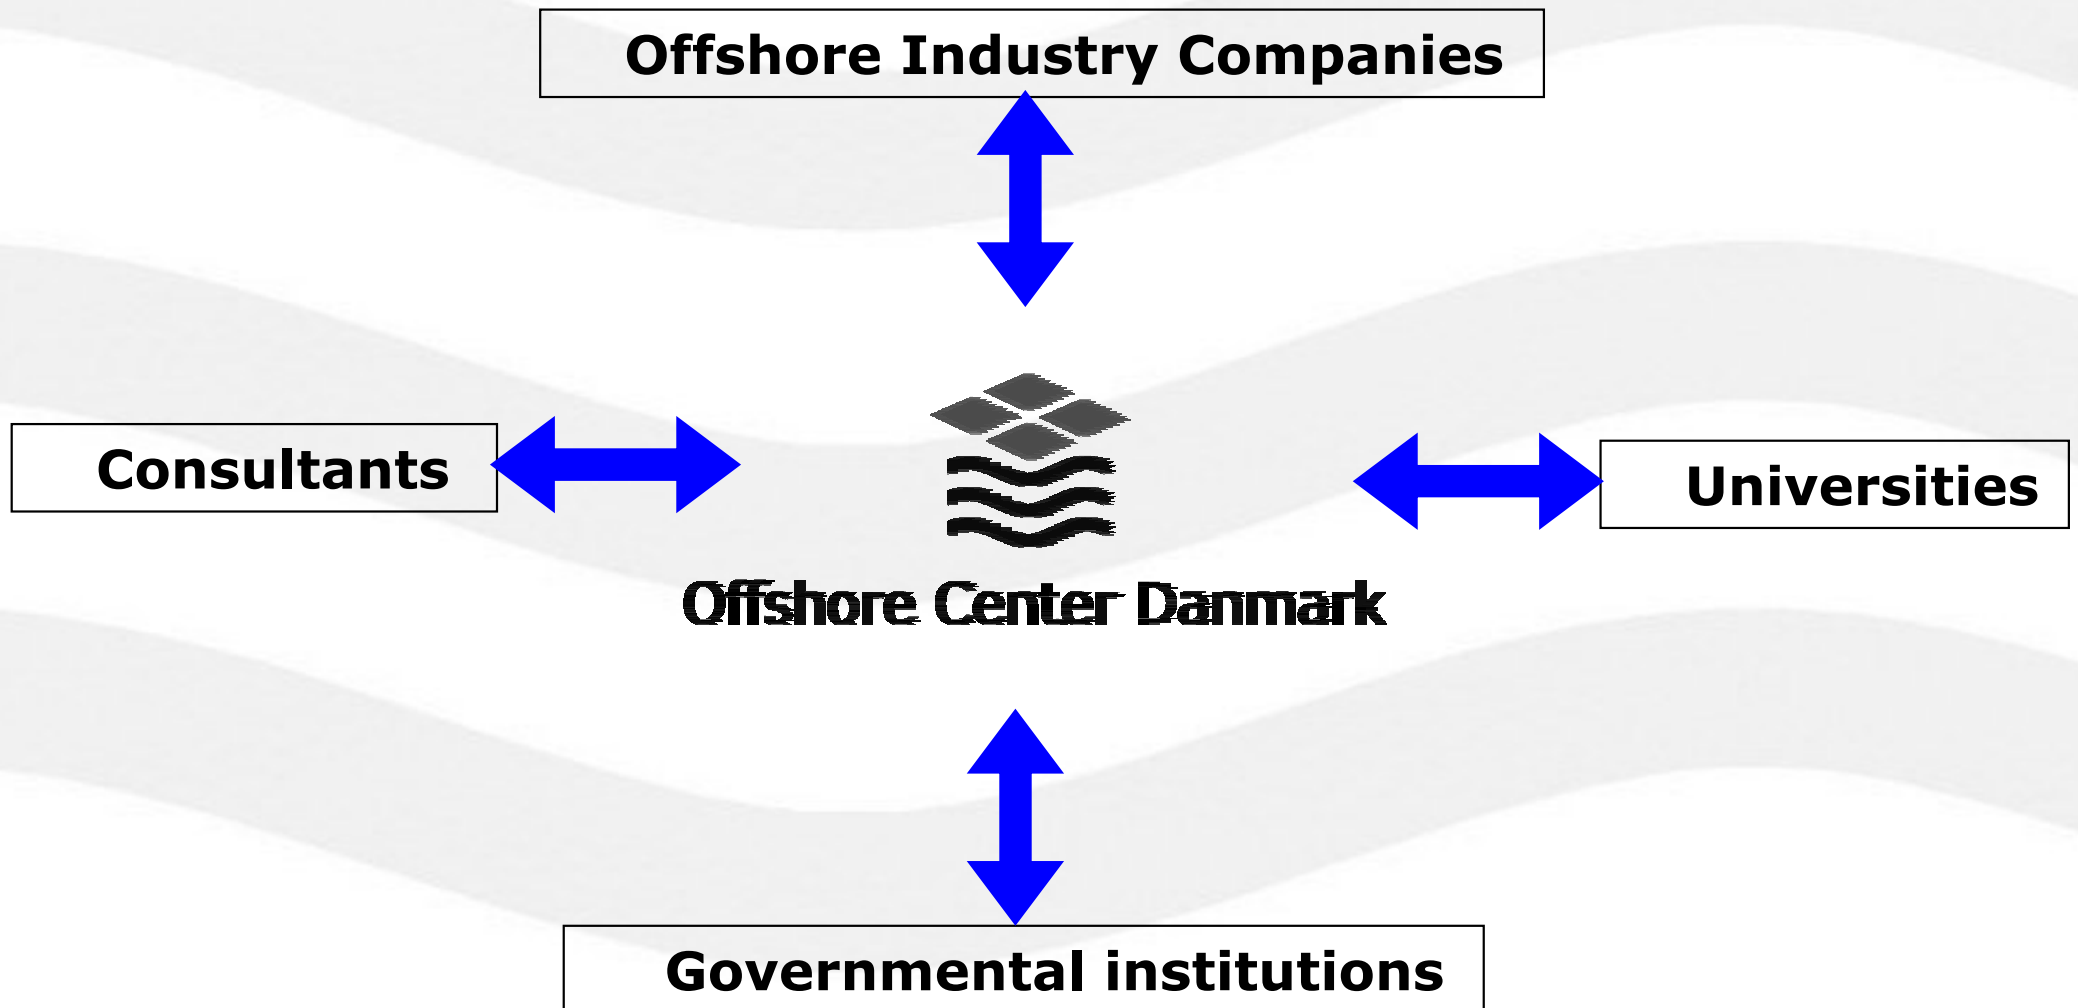 Offshore Industry Companies
Consultants
Universities
Offshore Center Danmark
Governmental institutions